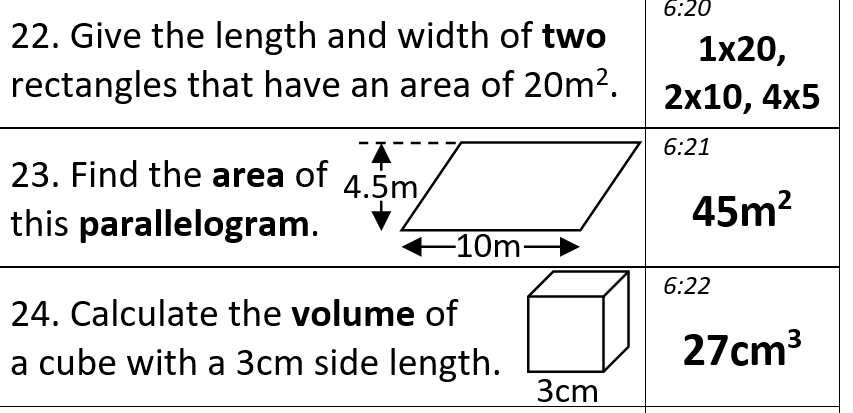 22. Give the length and width of two
rectangles that have an area of 20m².
6:20
1x20,
2x10, 4x5
23. Find the area of
this parallelogram.
4.5m
10m
6:21
45m²
24. Calculate the volume of
a cube with a 3cm side length.
3cm
6:22
27cm³